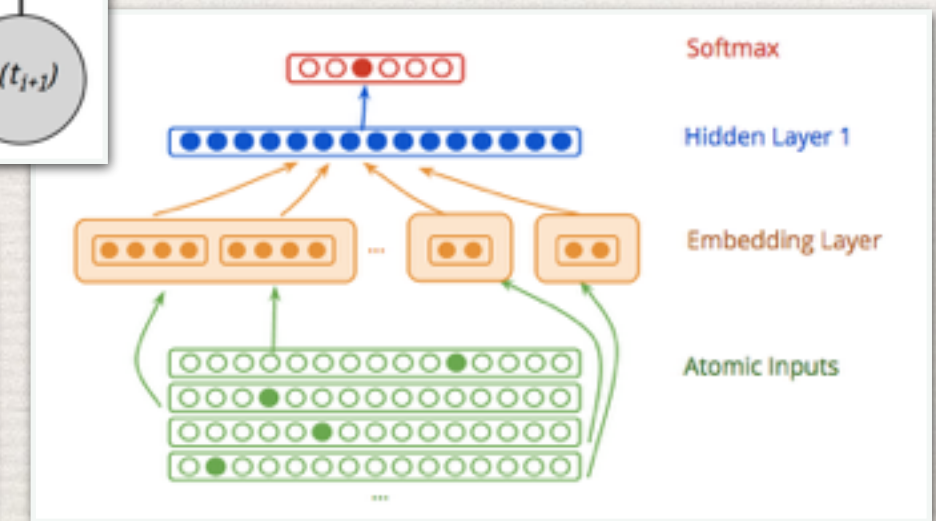 (t_{i+1})
Softmax
Hidden Layer 1
...
Embedding Layer
Atomic Inputs
...